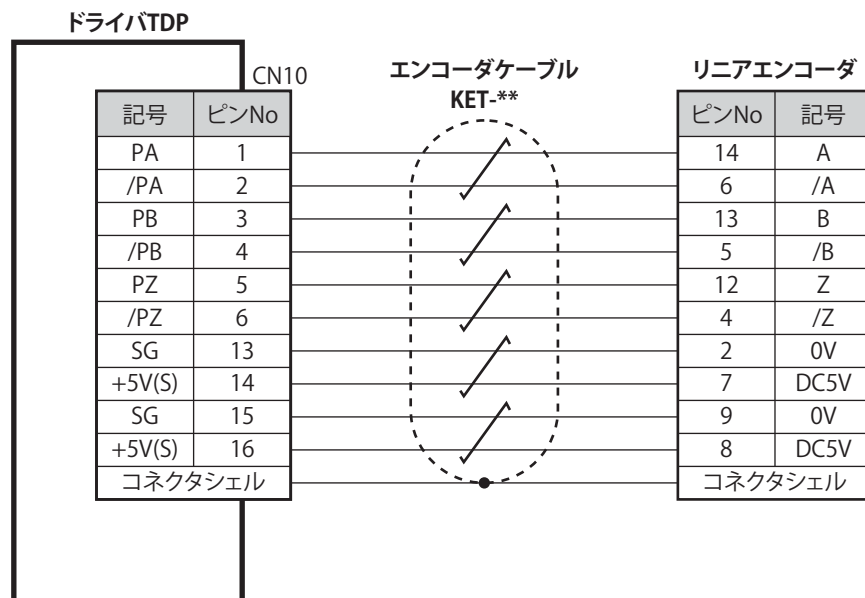 ドライバTDP
CN10
エンコーダケーブル
KET-**
リニアエンコーダ
記号 ピンNo ピンNo 記号
PA 1 14 A
/PA 2 6 /A
PB 3 13 B
/PB 4 5 /B
PZ 5 12 Z
/PZ 6 4 /Z
SG 13 2 0V
+5V(S) 14 7 DC5V
SG 15 9 0V
+5V(S) 16 8 DC5V
コネクタシェル コネクタシェル